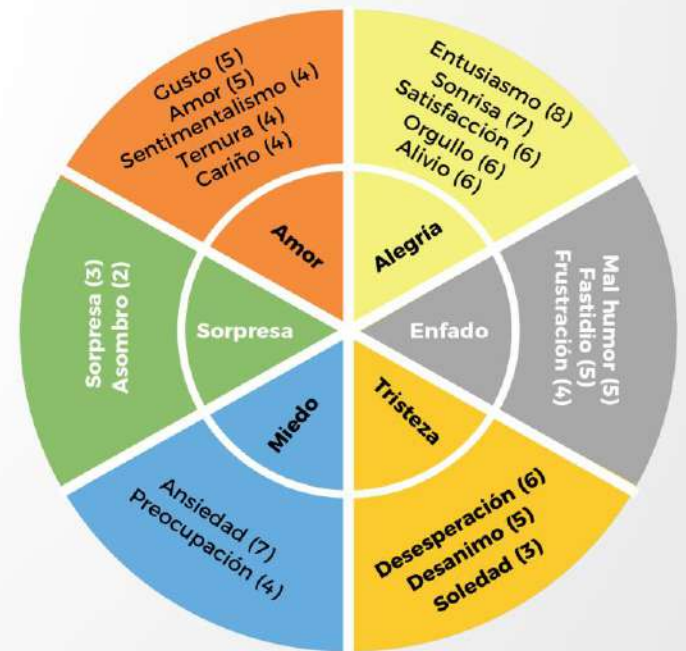 Gusto (5)
Amor (5)
Sentimentalismo (4)
Ternura (4)
Cariño (4)
Amor
Entusiasmo (8)
Sonrisa (7)
Satisfacción (6)
Orgullo (6)
Alivio (6)
Alegría
Mal humor (5)
Fastidio (5)
Frustración (4)
Enfado
Tristeza
Desesperación (6)
Desanimo (5)
Soledad (3)
Miedo
Ansiedad (7)
Preocupación (4)
Sorpresa
Sorpresa (3)
Asombro (2)